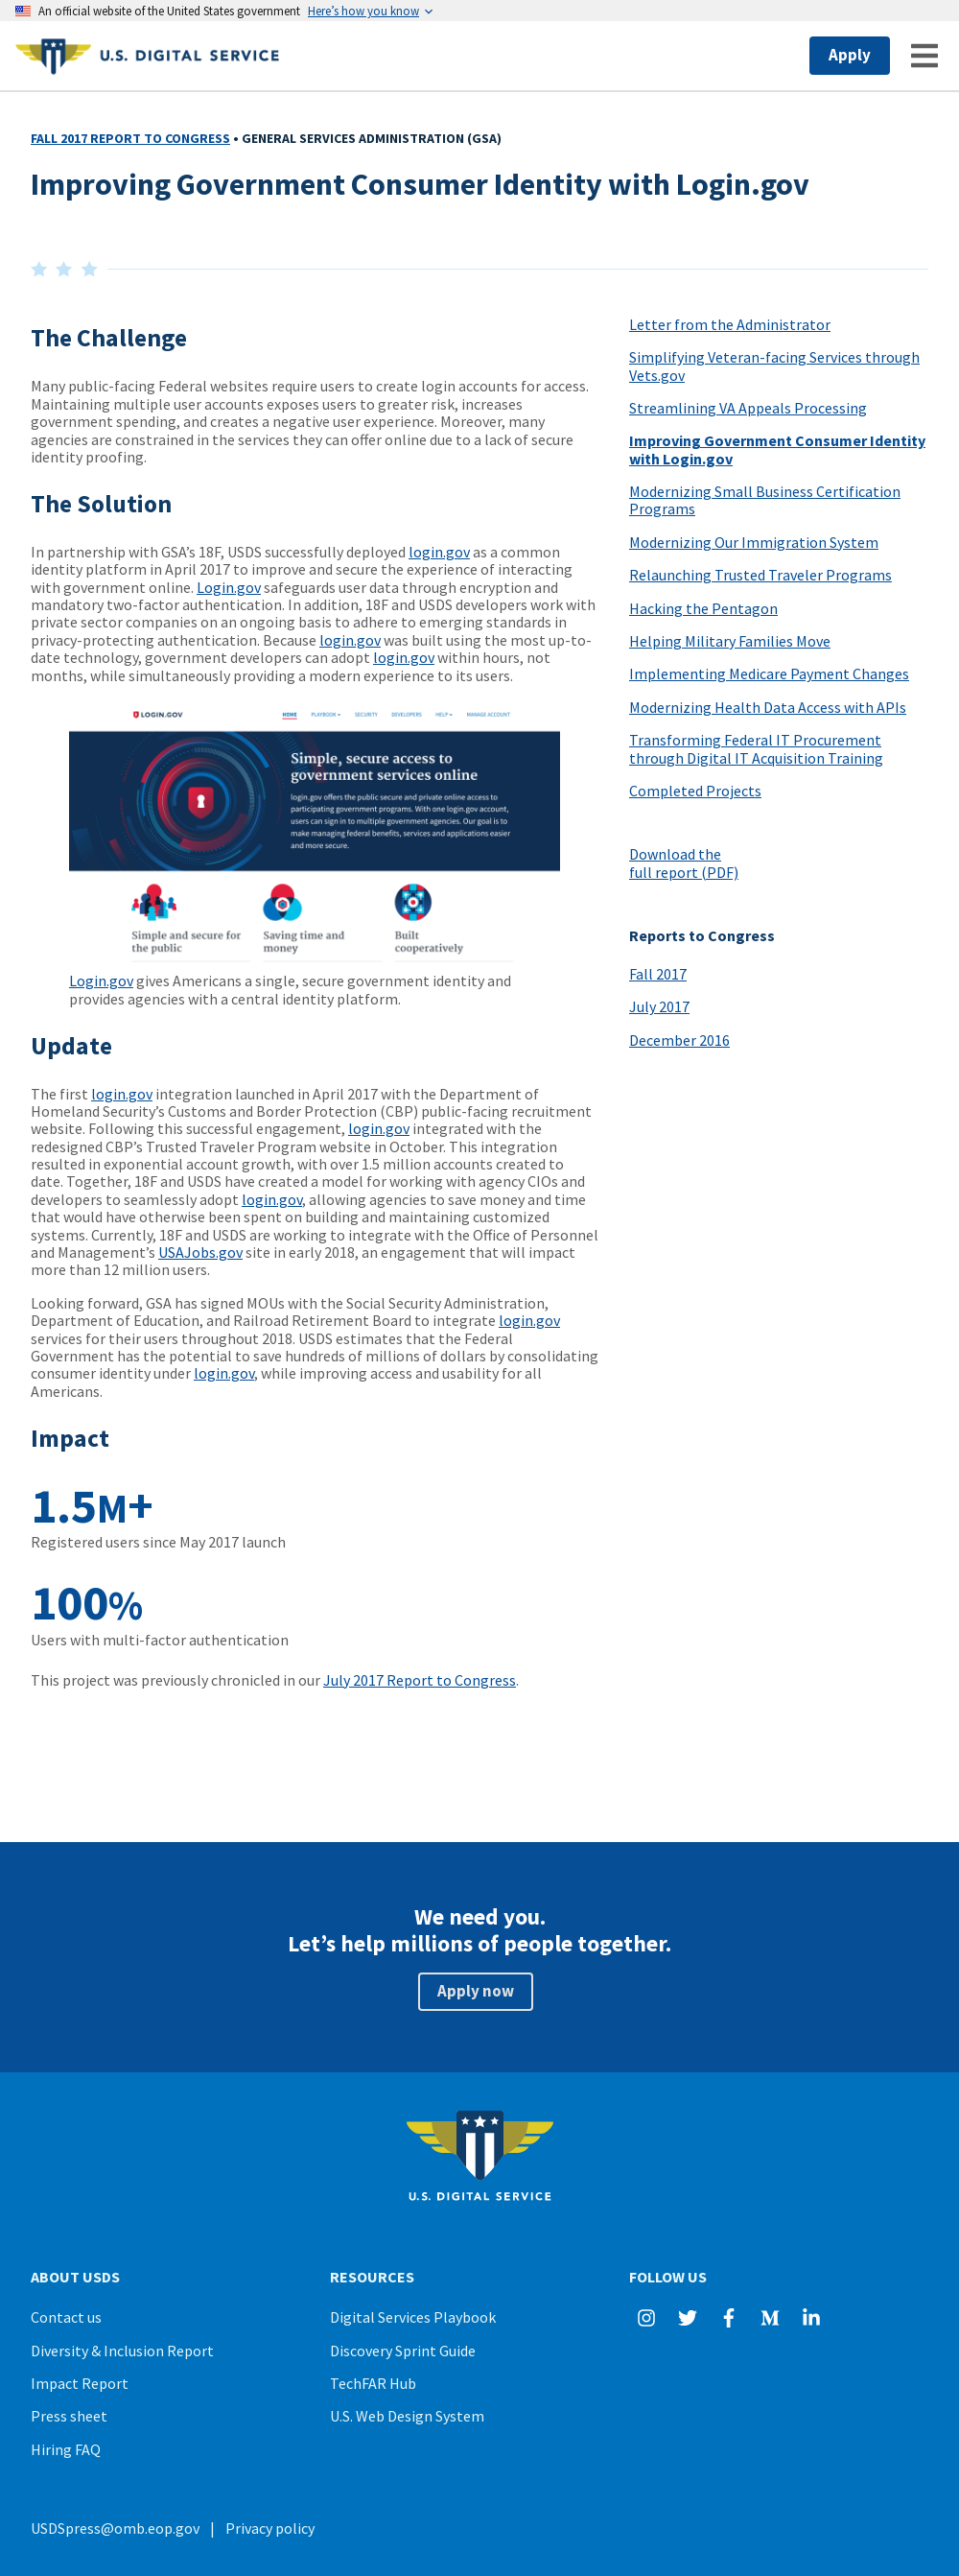 An official website of the United States government Here’s how you know
U.S. DIGITAL SERVICE
Apply
FALL 2017 REPORT TO CONGRESS • GENERAL SERVICES ADMINISTRATION (GSA)
Improving Government Consumer Identity with Login.gov
The Challenge
Many public-facing Federal websites require users to create login accounts for access.
Maintaining multiple user accounts exposes users to greater risk, increases
government spending, and creates a negative user experience. Moreover, many
agencies are constrained in the services they can offer online due to a lack of secure
identity proofing.
The Solution
In partnership with GSA’s 18F, USDS successfully deployed login.gov as a common
identity platform in April 2017 to improve and secure the experience of interacting
with government online. Login.gov safeguards user data through encryption and
mandatory two-factor authentication. In addition, 18F and USDS developers work with
private sector companies on an ongoing basis to adhere to emerging standards in
privacy-protecting authentication. Because login.gov was built using the most up-to-
date technology, government developers can adopt login.gov within hours, not
months, while simultaneously providing a modern experience to its users.
LOGIN.GOV
HOME PLAYBOOK SECURITY DEVELOPERS HELP MANAGE ACCOUNT
Simple, secure access to
government services online
login.gov offers the public secure and private online access to
participating government programs. With one login.gov account,
users can sign in to multiple government agencies. Our goal is to
make managing federal benefits, services and applications easier
and more secure.
Simple and secure for
the public
Saving time and
money
Built
cooperatively
Login.gov gives Americans a single, secure government identity and
provides agencies with a central identity platform.
Update
The first login.gov integration launched in April 2017 with the Department of
Homeland Security’s Customs and Border Protection (CBP) public-facing recruitment
website. Following this successful engagement, login.gov integrated with the
redesigned CBP’s Trusted Traveler Program website in October. This integration
resulted in exponential account growth, with over 1.5 million accounts created to
date. Together, 18F and USDS have created a model for working with agency CIOs and
developers to seamlessly adopt login.gov, allowing agencies to save money and time
that would have otherwise been spent on building and maintaining customized
systems. Currently, 18F and USDS are working to integrate with the Office of Personnel
and Management’s USAJobs.gov site in early 2018, an engagement that will impact
more than 12 million users.
Looking forward, GSA has signed MOUs with the Social Security Administration,
Department of Education, and Railroad Retirement Board to integrate login.gov
services for their users throughout 2018. USDS estimates that the Federal
Government has the potential to save hundreds of millions of dollars by consolidating
consumer identity under login.gov, while improving access and usability for all
Americans.
Impact
1.5M+
Registered users since May 2017 launch
100%
Users with multi-factor authentication
This project was previously chronicled in our July 2017 Report to Congress.
Letter from the Administrator
Simplifying Veteran-facing Services through
Vets.gov
Streamlining VA Appeals Processing
Improving Government Consumer Identity
with Login.gov
Modernizing Small Business Certification
Programs
Modernizing Our Immigration System
Relaunching Trusted Traveler Programs
Hacking the Pentagon
Helping Military Families Move
Implementing Medicare Payment Changes
Modernizing Health Data Access with APIs
Transforming Federal IT Procurement
through Digital IT Acquisition Training
Completed Projects
Download the
full report (PDF)
Reports to Congress
Fall 2017
July 2017
December 2016
We need you.
Let’s help millions of people together.
Apply now
U.S. DIGITAL SERVICE
ABOUT USDS
Contact us
Diversity & Inclusion Report
Impact Report
Press sheet
Hiring FAQ
RESOURCES
Digital Services Playbook
Discovery Sprint Guide
TechFAR Hub
U.S. Web Design System
FOLLOW US
USDSpress@omb.eop.gov | Privacy policy